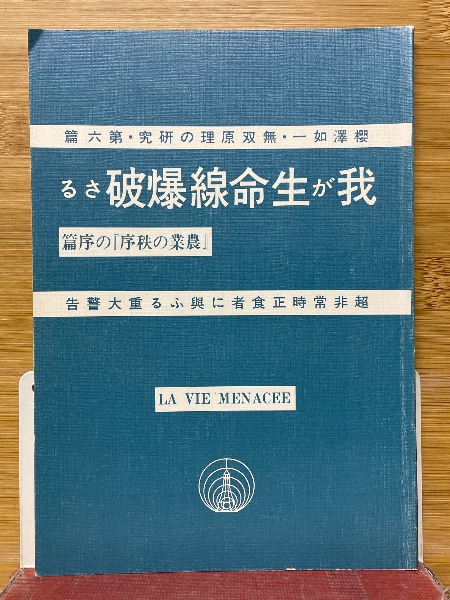 櫻澤如一・無双原理の研究・第六篇
我が生命線爆破さる
「農業の秩序」の序篇
超非常時正食者に與ふる重大警告
LA VIE MENACEE